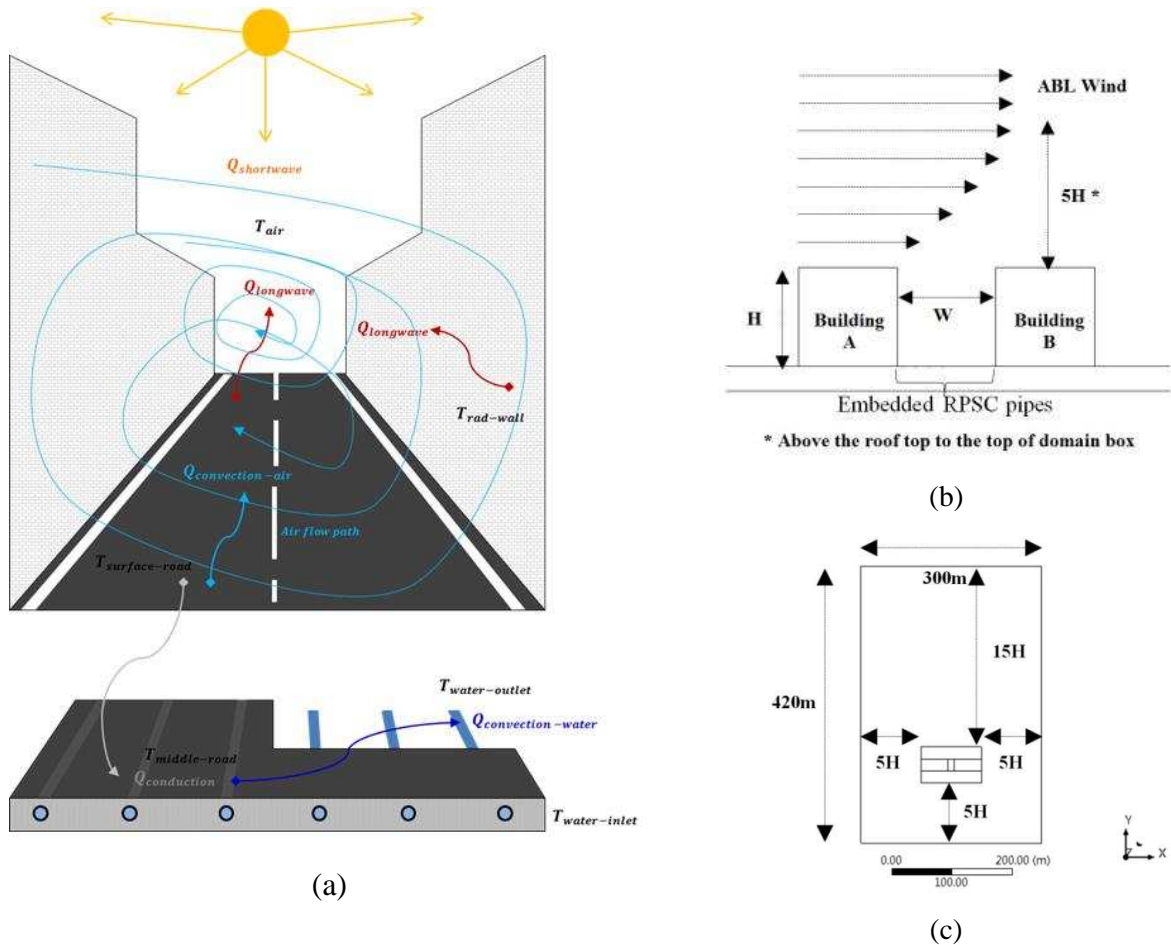 Q_shortwave
T_air
Q_longwave
Q_longwave
T_rad-wall
Q_convection-air
Air flow path
T_surface-road
T_water-outlet
Q_convection-water
T_middle-road
Q_conduction
T_water-inlet
(a)
ABL Wind
5H *
H
W
Building
A
Building
B
Embedded RPSC pipes
* Above the roof top to the top of domain box
(b)
300m
15H
420m
5H
5H
5H
0.00
200.00 (m)
100.00
Y
Z
X
(c)